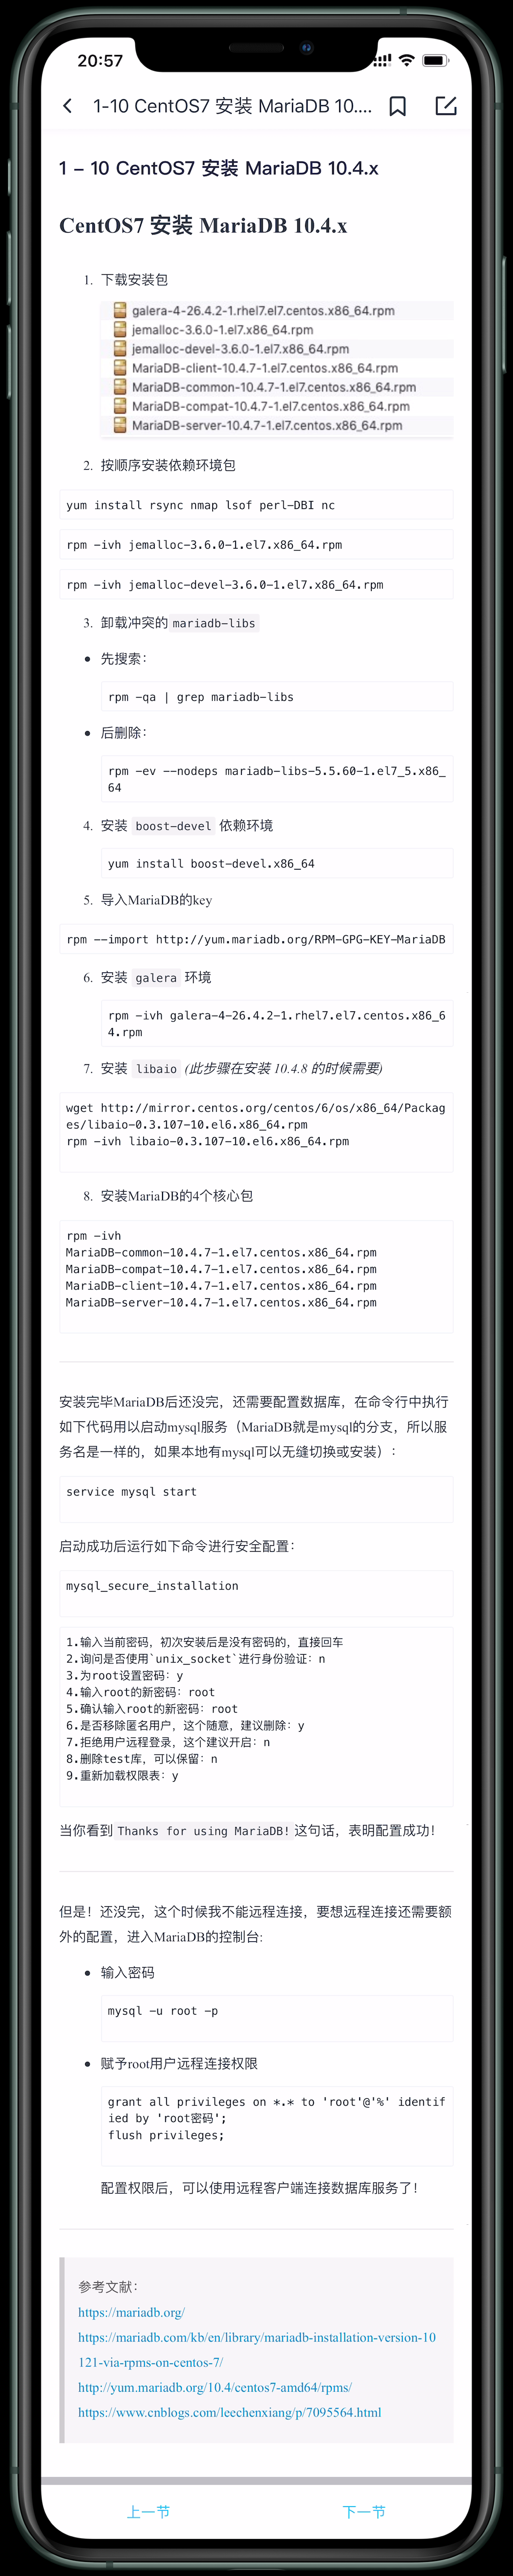 20:57
1-10 CentOS7 安装 MariaDB 10....
1 – 10 CentOS7 安装 MariaDB 10.4.x
CentOS7 安装 MariaDB 10.4.x
1. 下载安装包
galera-4-26.4.2-1.rhel7.el7.centos.x86_64.rpm
jemalloc-3.6.0-1.el7.x86_64.rpm
jemalloc-devel-3.6.0-1.el7.x86_64.rpm
MariaDB-client-10.4.7-1.el7.centos.x86_64.rpm
MariaDB-common-10.4.7-1.el7.centos.x86_64.rpm
MariaDB-compat-10.4.7-1.el7.centos.x86_64.rpm
MariaDB-server-10.4.7-1.el7.centos.x86_64.rpm
2. 按顺序安装依赖环境包
yum install rsync nmap lsof perl-DBI nc
rpm -ivh jemalloc-3.6.0-1.el7.x86_64.rpm
rpm -ivh jemalloc-devel-3.6.0-1.el7.x86_64.rpm
3. 卸载冲突的 mariadb-libs
• 先搜索：
rpm -qa | grep mariadb-libs
• 后删除：
rpm -ev --nodeps mariadb-libs-5.5.60-1.el7_5.x86_
64
4. 安装 boost-devel 依赖环境
yum install boost-devel.x86_64
5. 导入MariaDB的key
rpm --import http://yum.mariadb.org/RPM-GPG-KEY-MariaDB
6. 安装 galera 环境
rpm -ivh galera-4-26.4.2-1.rhel7.el7.centos.x86_6
4.rpm
7. 安装 libaio (此步骤在安装 10.4.8 的时候需要)
wget http://mirror.centos.org/centos/6/os/x86_64/Packag
es/libaio-0.3.107-10.el6.x86_64.rpm
rpm -ivh libaio-0.3.107-10.el6.x86_64.rpm
8. 安装MariaDB的4个核心包
rpm -ivh
MariaDB-common-10.4.7-1.el7.centos.x86_64.rpm
MariaDB-compat-10.4.7-1.el7.centos.x86_64.rpm
MariaDB-client-10.4.7-1.el7.centos.x86_64.rpm
MariaDB-server-10.4.7-1.el7.centos.x86_64.rpm
安装完毕MariaDB后还没完，还需要配置数据库，在命令行中执行
如下代码用以启动mysql服务（MariaDB就是mysql的分支，所以服
务名是一样的，如果本地有mysql可以无缝切换或安装）：
service mysql start
启动成功后运行如下命令进行安全配置：
mysql_secure_installation
1.输入当前密码，初次安装后是没有密码的，直接回车
2.询问是否使用`unix_socket`进行身份验证：n
3.为root设置密码：y
4.输入root的新密码：root
5.确认输入root的新密码：root
6.是否移除匿名用户，这个随意，建议删除：y
7.拒绝用户远程登录，这个建议开启：n
8.删除test库，可以保留：n
9.重新加载权限表：y
当你看到 Thanks for using MariaDB! 这句话，表明配置成功！
但是！还没完，这个时候我不能远程连接，要想远程连接还需要额
外的配置，进入MariaDB的控制台:
• 输入密码
mysql -u root -p
• 赋予root用户远程连接权限
grant all privileges on *.* to 'root'@'%' identif
ied by 'root密码';
flush privileges;
配置权限后，可以使用远程客户端连接数据库服务了！
参考文献：
https://mariadb.org/
https://mariadb.com/kb/en/library/mariadb-installation-version-10
121-via-rpms-on-centos-7/
http://yum.mariadb.org/10.4/centos7-amd64/rpms/
https://www.cnblogs.com/leechenxiang/p/7095564.html
上一节 下一节